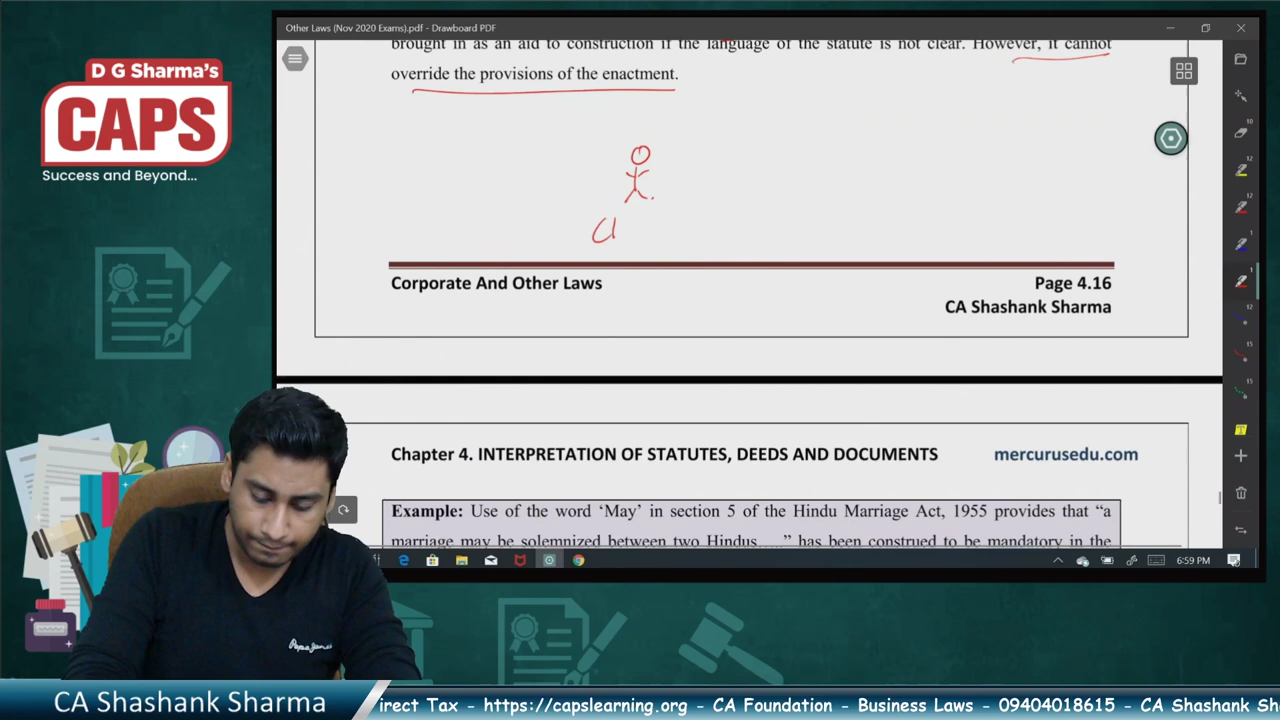 Other Laws (Nov 2020 Exams).pdf - Drawboard PDF
brought in as an aid to construction if the language of the statute is not clear. However, it cannot
override the provisions of the enactment.
D G Sharma's
CAPS
Success and Beyond...
Corporate And Other Laws
Page 4.16
CA Shashank Sharma
Chapter 4. INTERPRETATION OF STATUTES, DEEDS AND DOCUMENTS
mercurusedu.com
Example: Use of the word ‘May’ in section 5 of the Hindu Marriage Act, 1955 provides that “a
marriage may be solemnized between two Hindus......” has been construed to be mandatory in the
6:59 PM
CA Shashank Sharma
irect Tax - https://capslearning.org - CA Foundation - Business Laws - 09404018615 - CA Shashank Sh